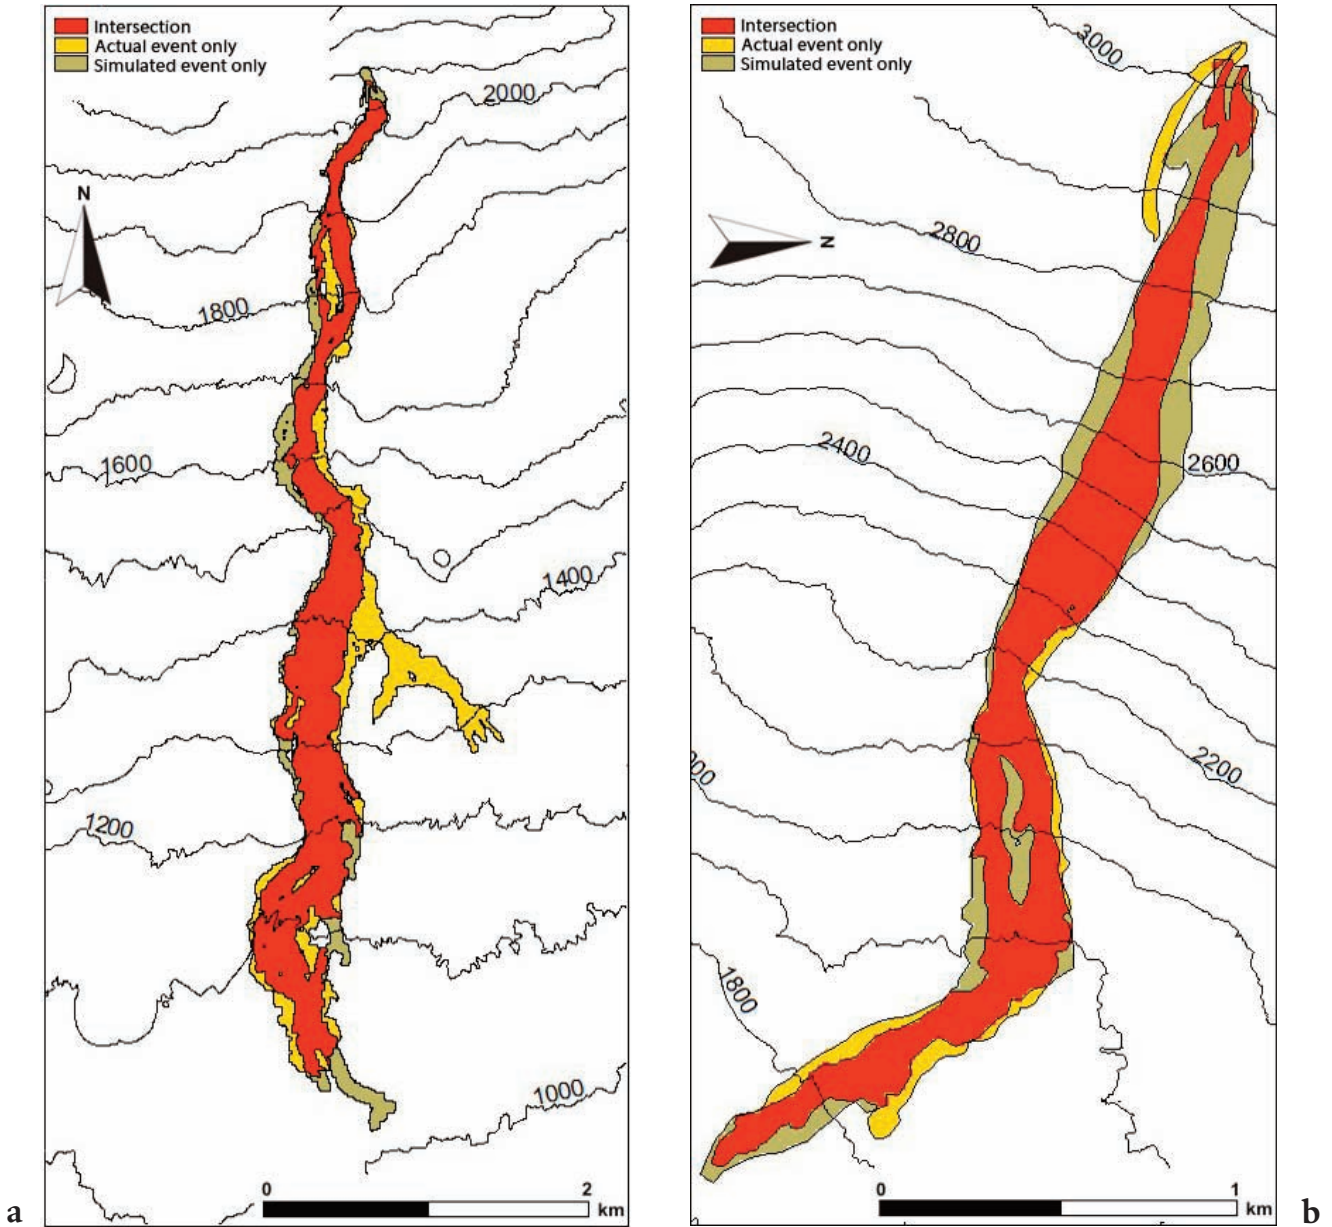 Intersection
Actual event only
Simulated event only
2000
N
1800
1600
1400
1200
1000
0 2
km
a
Intersection
Actual event only
Simulated event only
3000
2800
N
2400
2600
2200
1800
0 1
km
b